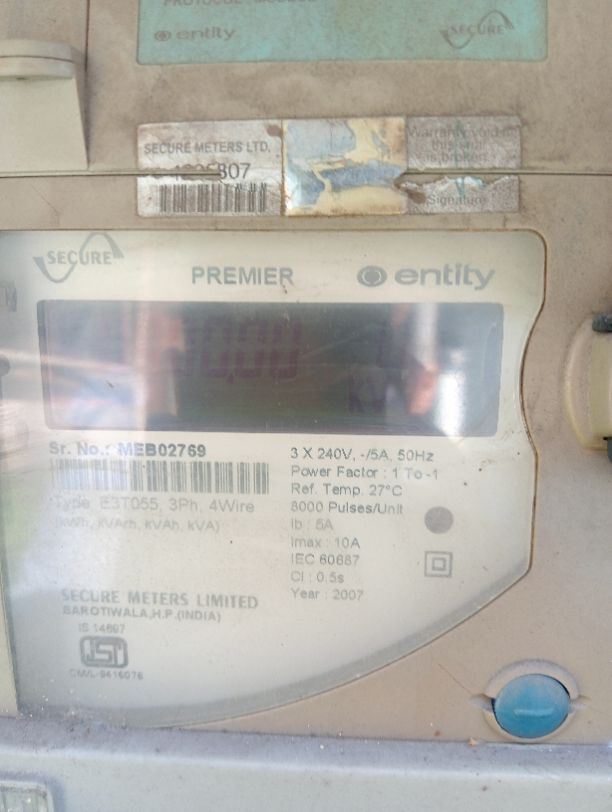 entity
SECURE
SECURE METERS LTD.
Warranty void if
this seal
is broken
Signature
SECURE
PREMIER
entity
Sr. No.: MEB02769
3 X 240V, -/5A, 50Hz
Power Factor : 1 To -1
Ref. Temp. 27°C
Type E3T055, 3Ph, 4Wire
8000 Pulses/Unit
(kWh, kVArh, kVAh, kVA)
Ib : 5A
Imax : 10A
IEC 60687
Cl : 0.5s
Year : 2007
SECURE METERS LIMITED
BAROTIWALA,H.P.(INDIA)
IS 14697
CM/L-9416076